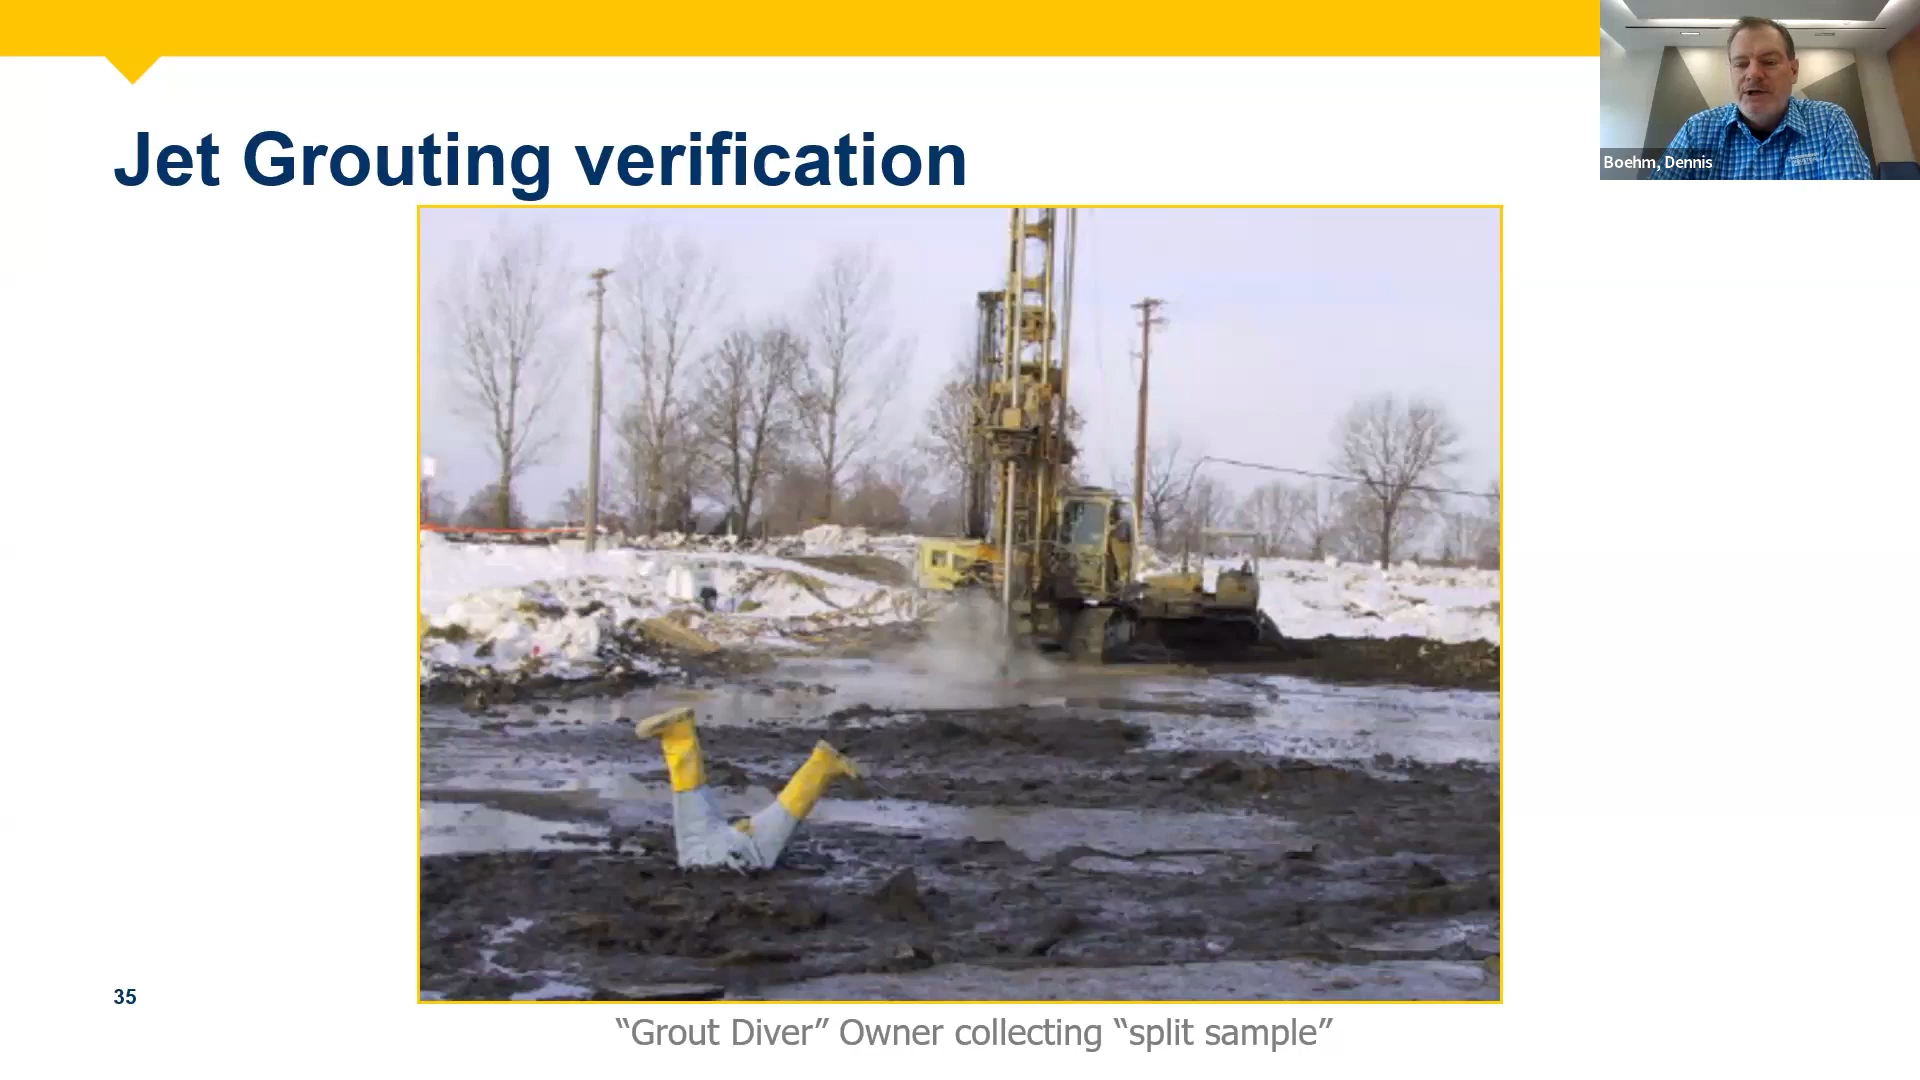 Boehm, Dennis
Jet Grouting verification
35
“Grout Diver” Owner collecting “split sample”